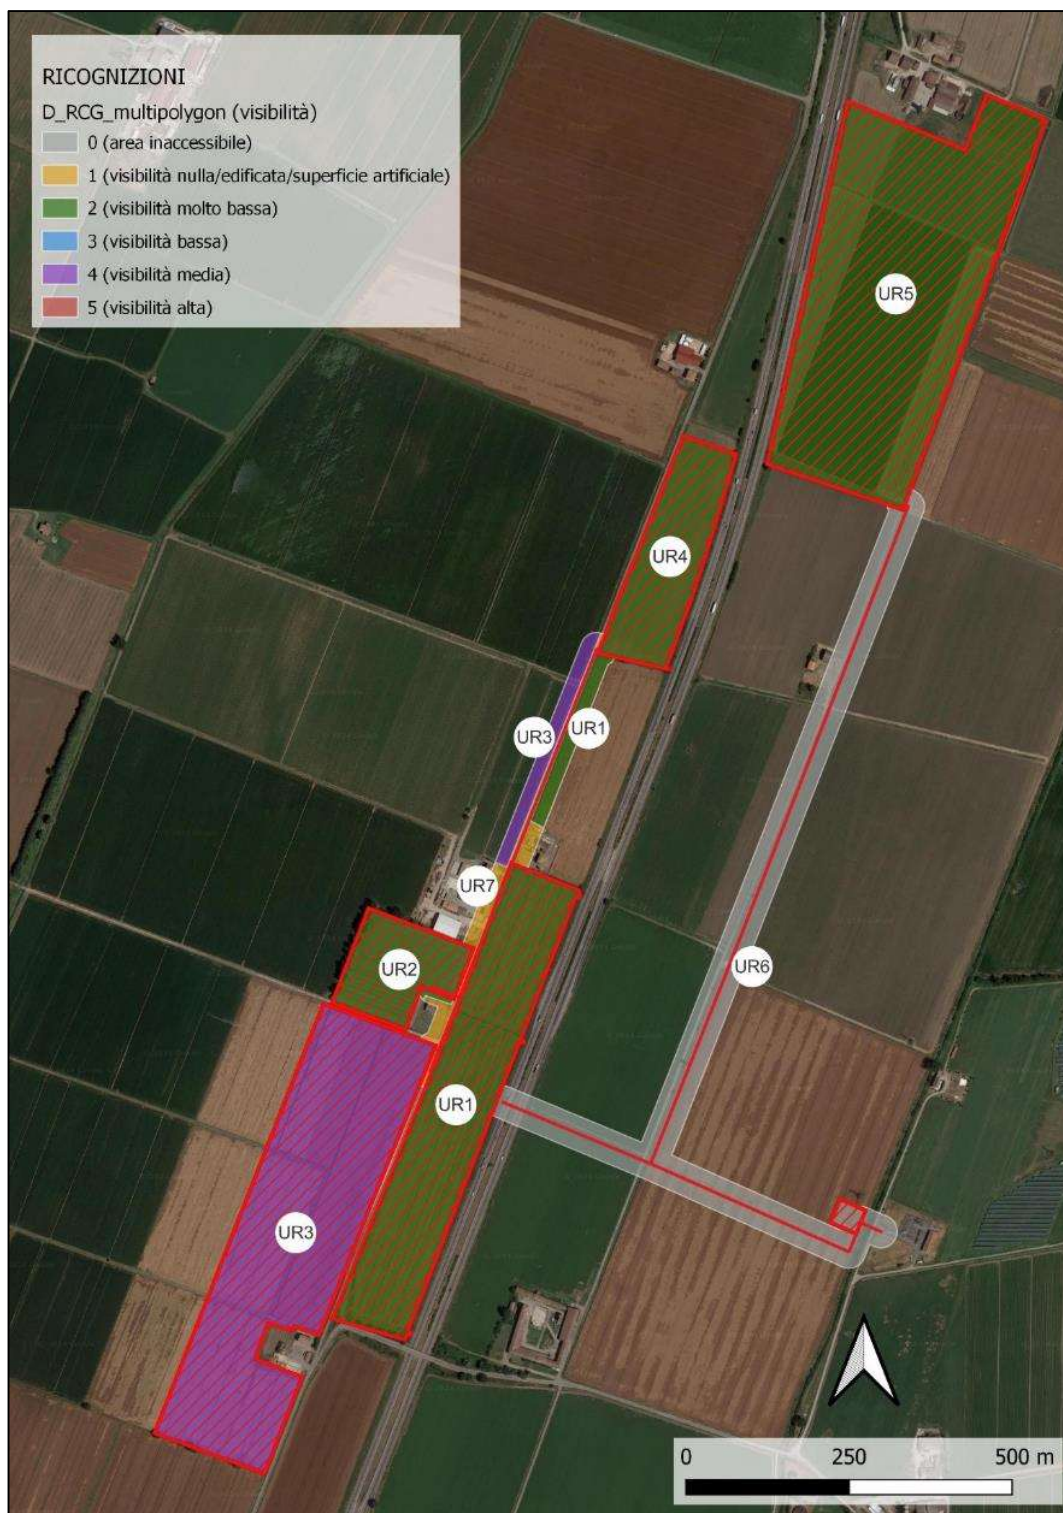 RICOGNIZIONI
D_RCG_multipolygon (visibilità)
0 (area inaccessibile)
1 (visibilità nulla/edificata/superficie artificiale)
2 (visibilità molto bassa)
3 (visibilità bassa)
4 (visibilità media)
5 (visibilità alta)
UR5
UR4
UR3
UR1
UR7
UR2
UR6
UR1
UR3
0 250 500 m